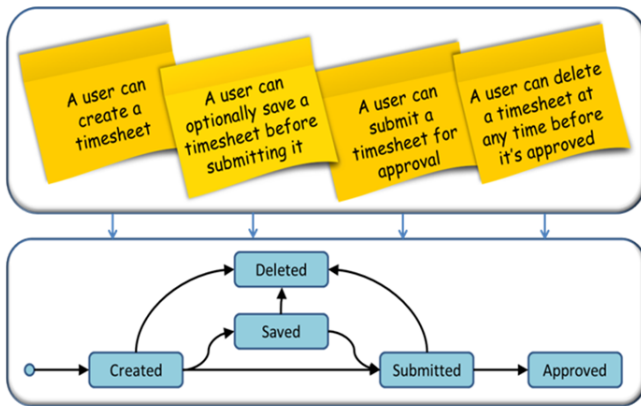 A user can
create a
timesheet
A user can
optionally save a
timesheet before
submitting it
A user can
submit a
timesheet for
approval
A user can delete
a timesheet at
any time before
it's approved
Deleted
Saved
Created
Submitted
Approved